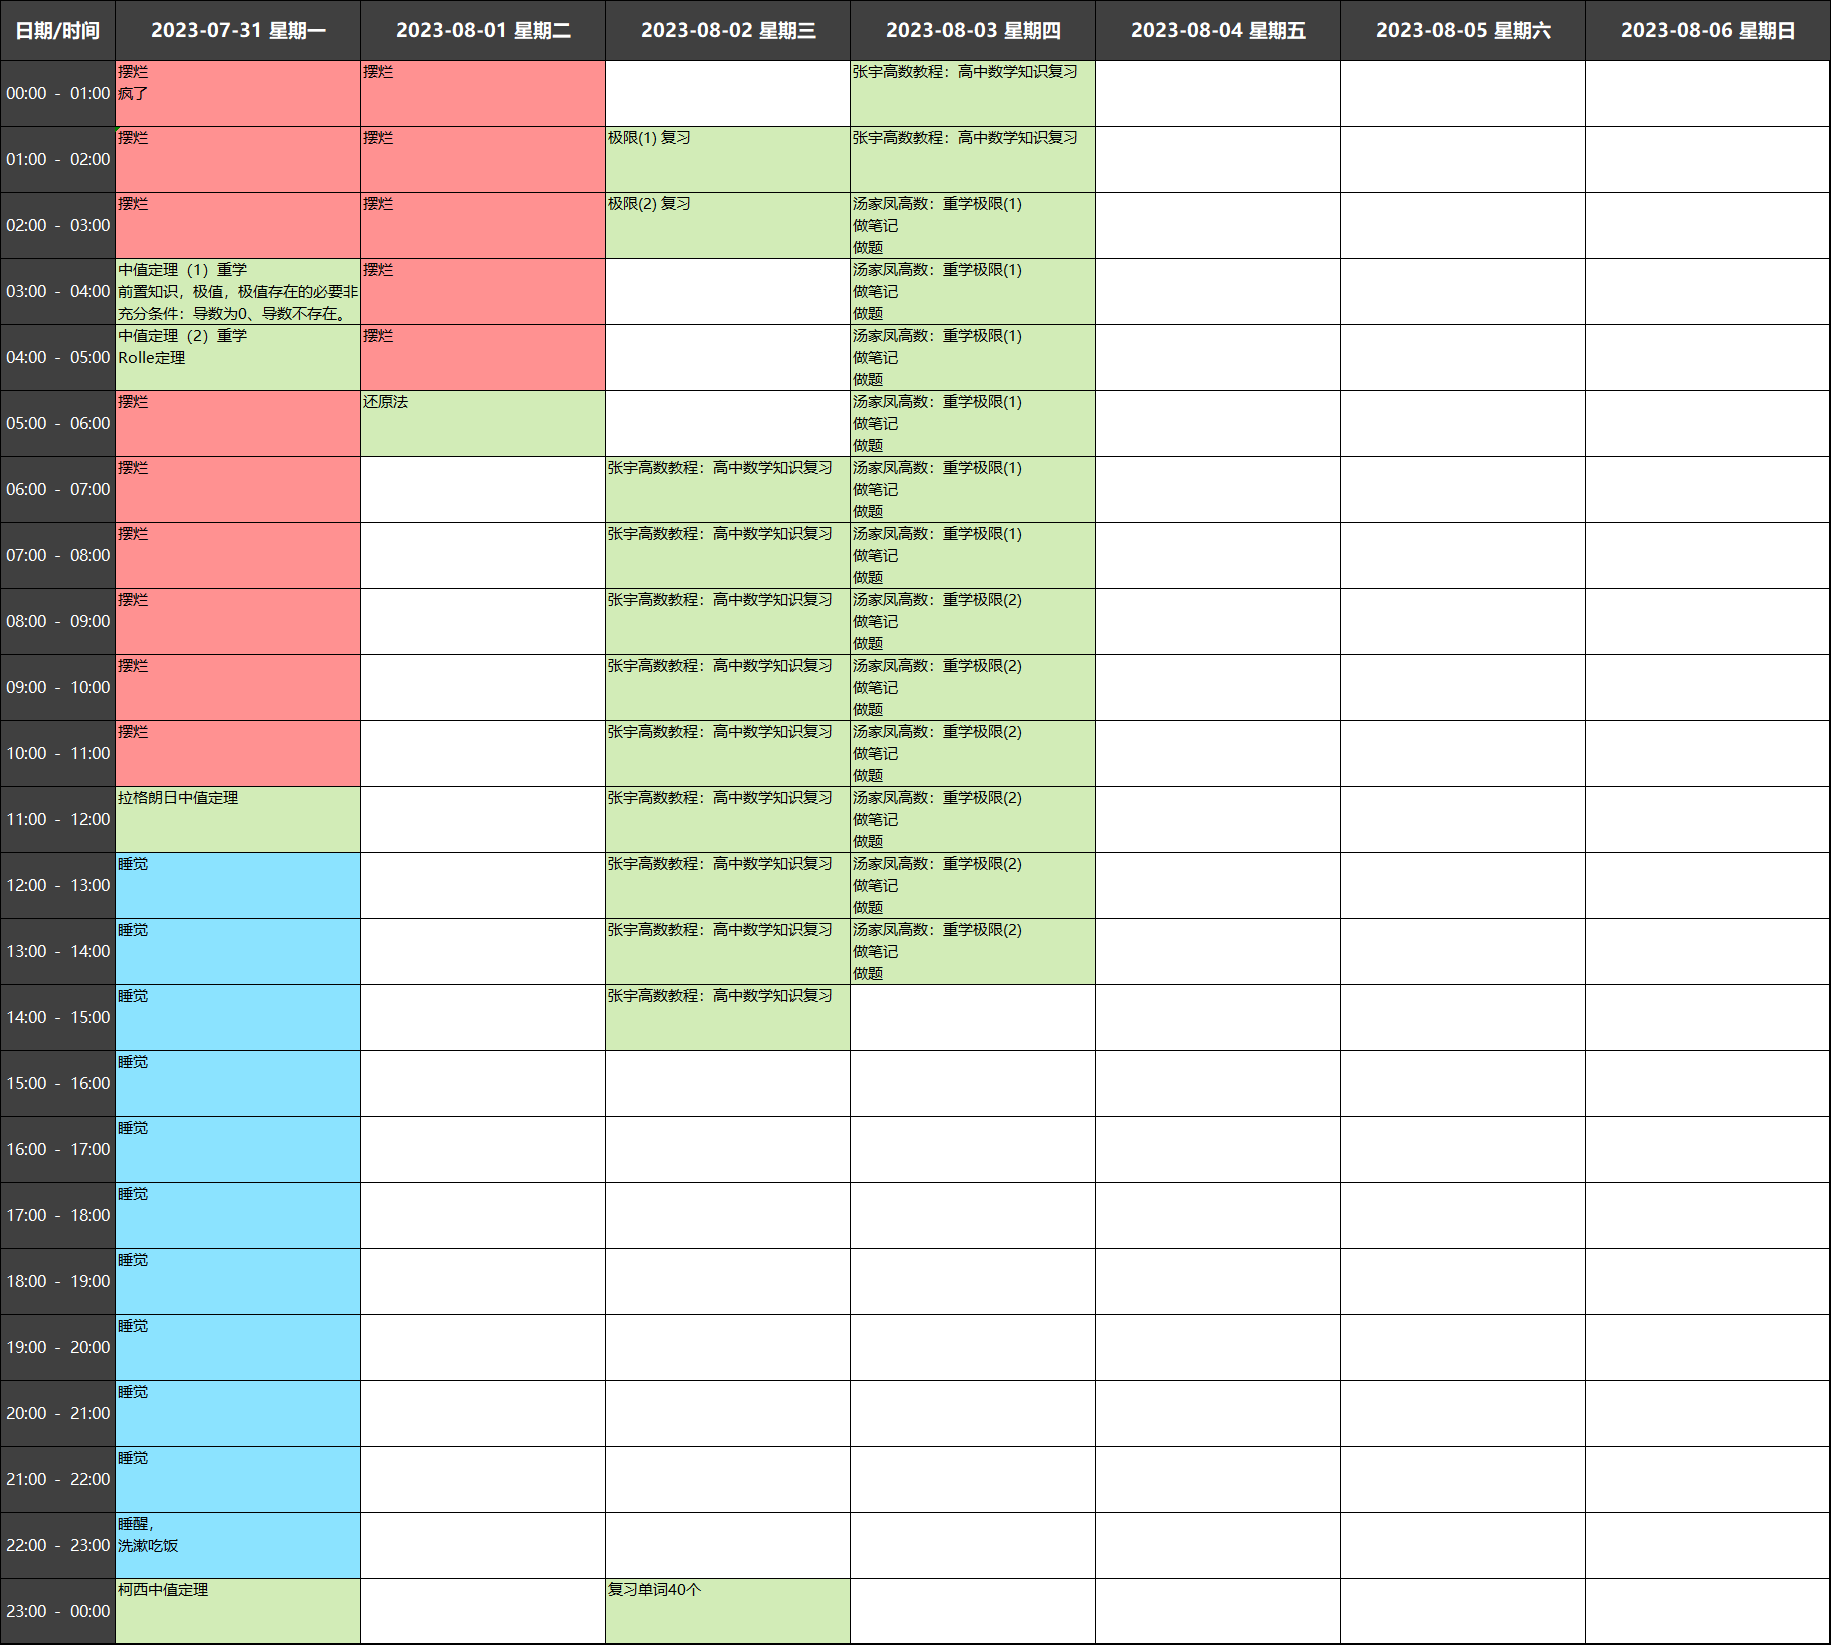 日期/时间 2023-07-31 星期一 2023-08-01 星期二 2023-08-02 星期三 2023-08-03 星期四 2023-08-04 星期五 2023-08-05 星期六 2023-08-06 星期日
00:00 - 01:00
摆烂
疯了
摆烂
张宇高数教程：高中数学知识复习
01:00 - 02:00
摆烂
摆烂
极限(1) 复习
张宇高数教程：高中数学知识复习
02:00 - 03:00
摆烂
摆烂
极限(2) 复习
汤家凤高数：重学极限(1)
做笔记
做题
03:00 - 04:00
中值定理（1）重学
前置知识，极值，极值存在的必要非
充分条件：导数为0、导数不存在。
摆烂
汤家凤高数：重学极限(1)
做笔记
做题
04:00 - 05:00
中值定理（2）重学
Rolle定理
摆烂
汤家凤高数：重学极限(1)
做笔记
做题
05:00 - 06:00
摆烂
还原法
汤家凤高数：重学极限(1)
做笔记
做题
06:00 - 07:00
摆烂
张宇高数教程：高中数学知识复习
汤家凤高数：重学极限(1)
做笔记
做题
07:00 - 08:00
摆烂
张宇高数教程：高中数学知识复习
汤家凤高数：重学极限(1)
做笔记
做题
08:00 - 09:00
摆烂
张宇高数教程：高中数学知识复习
汤家凤高数：重学极限(2)
做笔记
做题
09:00 - 10:00
摆烂
张宇高数教程：高中数学知识复习
汤家凤高数：重学极限(2)
做笔记
做题
10:00 - 11:00
摆烂
张宇高数教程：高中数学知识复习
汤家凤高数：重学极限(2)
做笔记
做题
11:00 - 12:00
拉格朗日中值定理
张宇高数教程：高中数学知识复习
汤家凤高数：重学极限(2)
做笔记
做题
12:00 - 13:00
睡觉
张宇高数教程：高中数学知识复习
汤家凤高数：重学极限(2)
做笔记
做题
13:00 - 14:00
睡觉
张宇高数教程：高中数学知识复习
汤家凤高数：重学极限(2)
做笔记
做题
14:00 - 15:00
睡觉
张宇高数教程：高中数学知识复习
15:00 - 16:00
睡觉
16:00 - 17:00
睡觉
17:00 - 18:00
睡觉
18:00 - 19:00
睡觉
19:00 - 20:00
睡觉
20:00 - 21:00
睡觉
21:00 - 22:00
睡觉
22:00 - 23:00
睡醒，
洗漱吃饭
23:00 - 00:00
柯西中值定理
复习单词40个